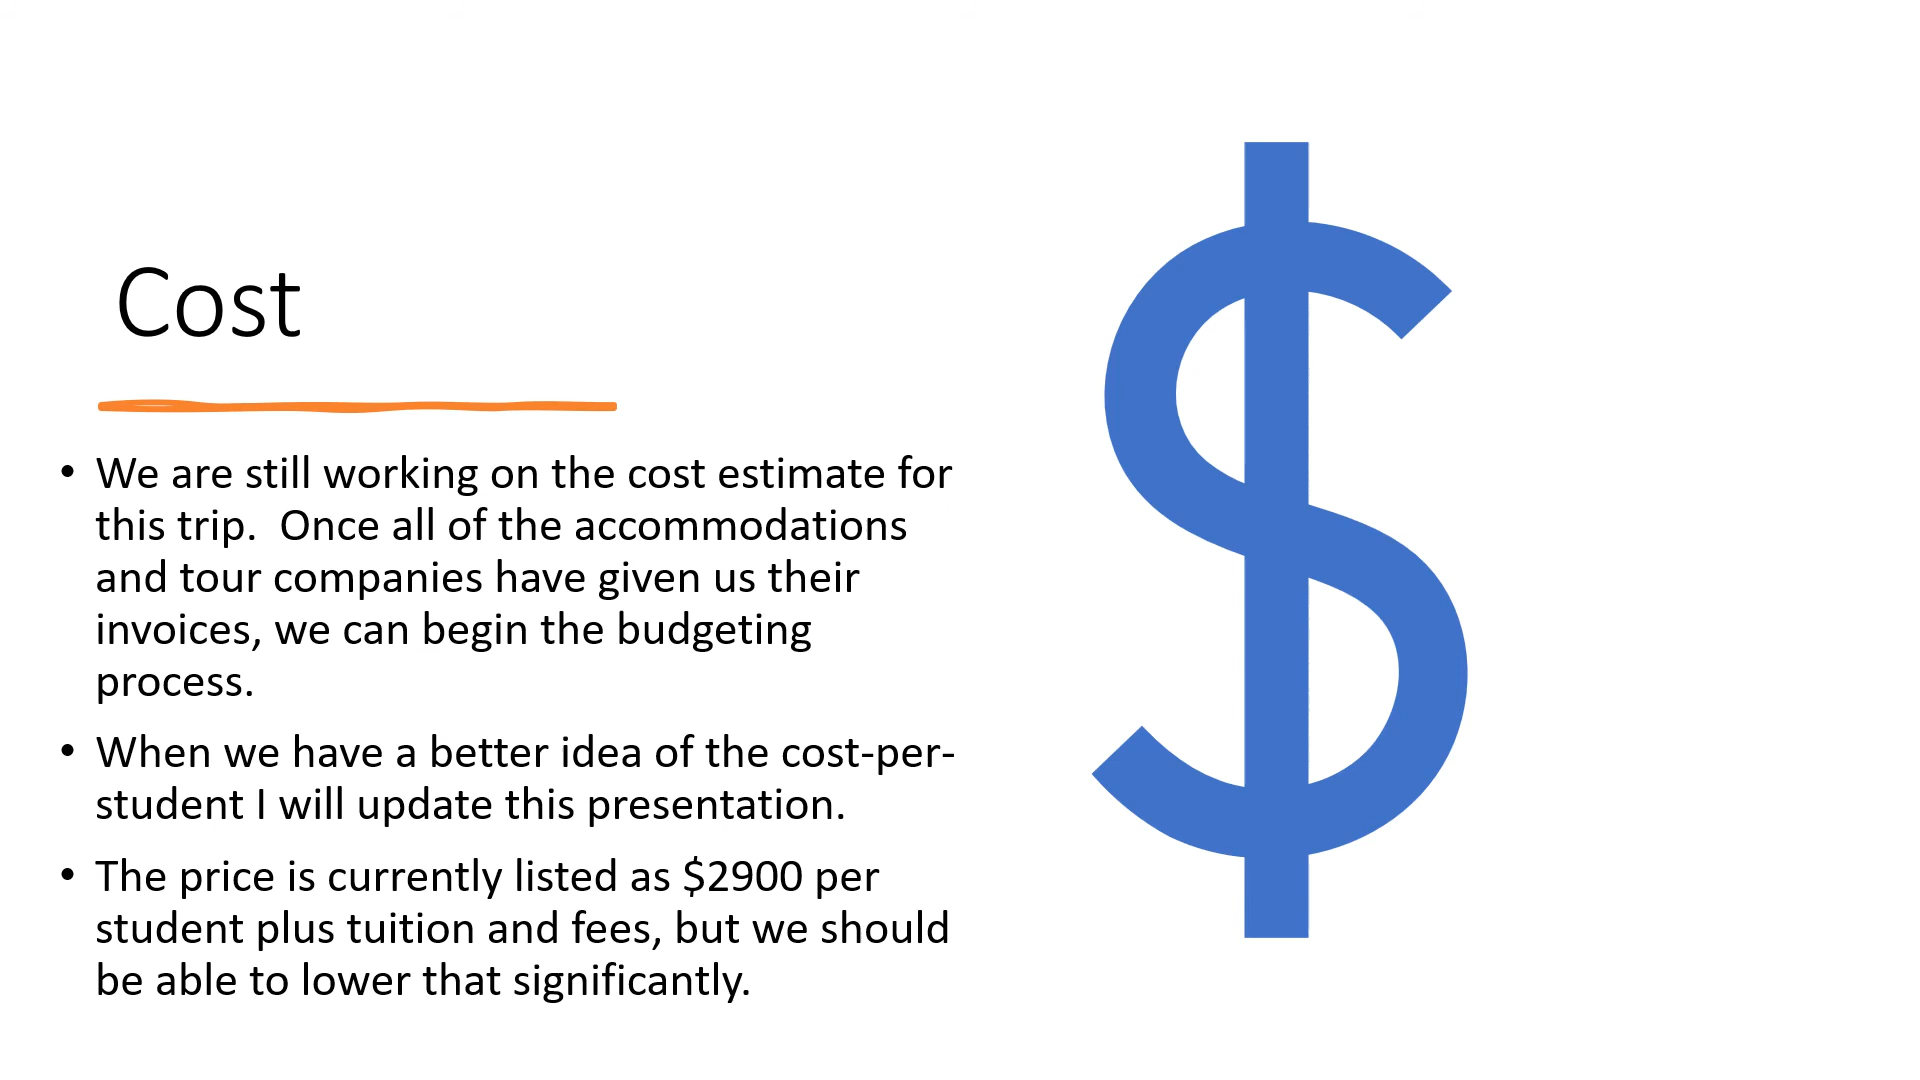 Cost
• We are still working on the cost estimate for
this trip.  Once all of the accommodations
and tour companies have given us their
invoices, we can begin the budgeting
process.
• When we have a better idea of the cost-per-
student I will update this presentation.
• The price is currently listed as $2900 per
student plus tuition and fees, but we should
be able to lower that significantly.
$